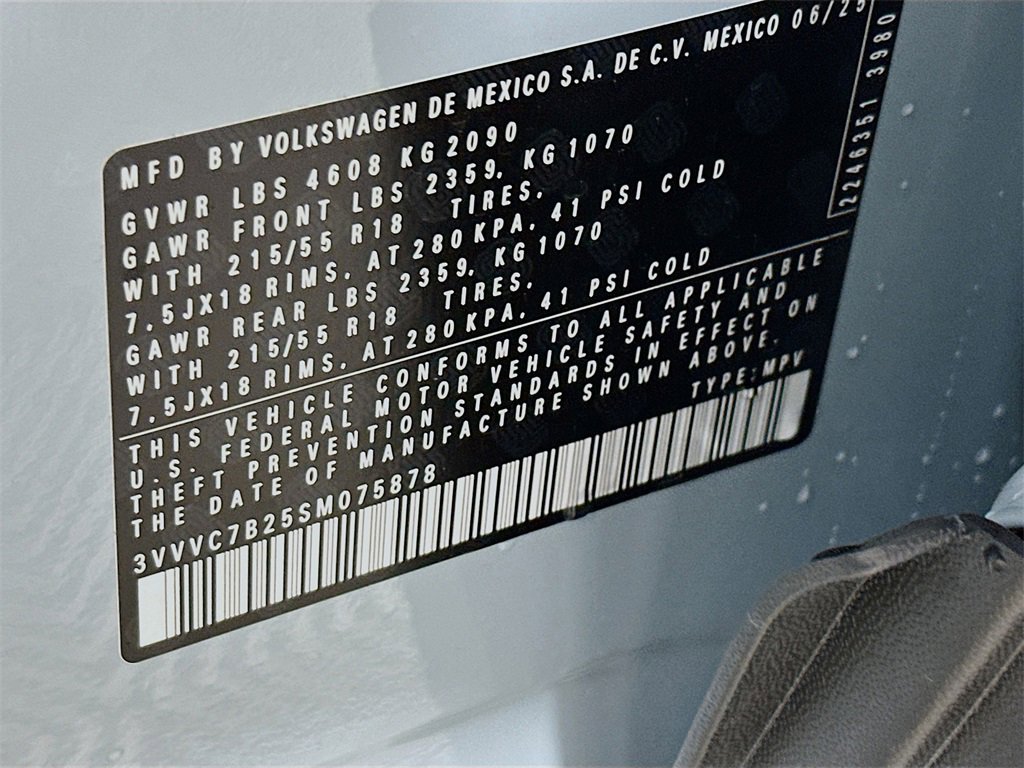 MFD BY VOLKSWAGEN DE MEXICO S.A. DE C.V. MEXICO 06/25
GVWR LBS 4608 KG 2090
GAWR FRONT LBS 2359, KG 1070
WITH 215/55 R18 TIRES,
7.5JX18 RIMS, AT 280 KPA, 41 PSI COLD
GAWR REAR LBS 2359, KG 1070
WITH 215/55 R18 TIRES,
7.5JX18 RIMS, AT 280 KPA, 41 PSI COLD
THIS VEHICLE CONFORMS TO ALL APPLICABLE
U.S. FEDERAL MOTOR VEHICLE SAFETY AND
THEFT PREVENTION STANDARDS IN EFFECT ON
THE DATE OF MANUFACTURE SHOWN ABOVE.
3VVVC7B25SM075878
TYPE:MPV
2246351 3980